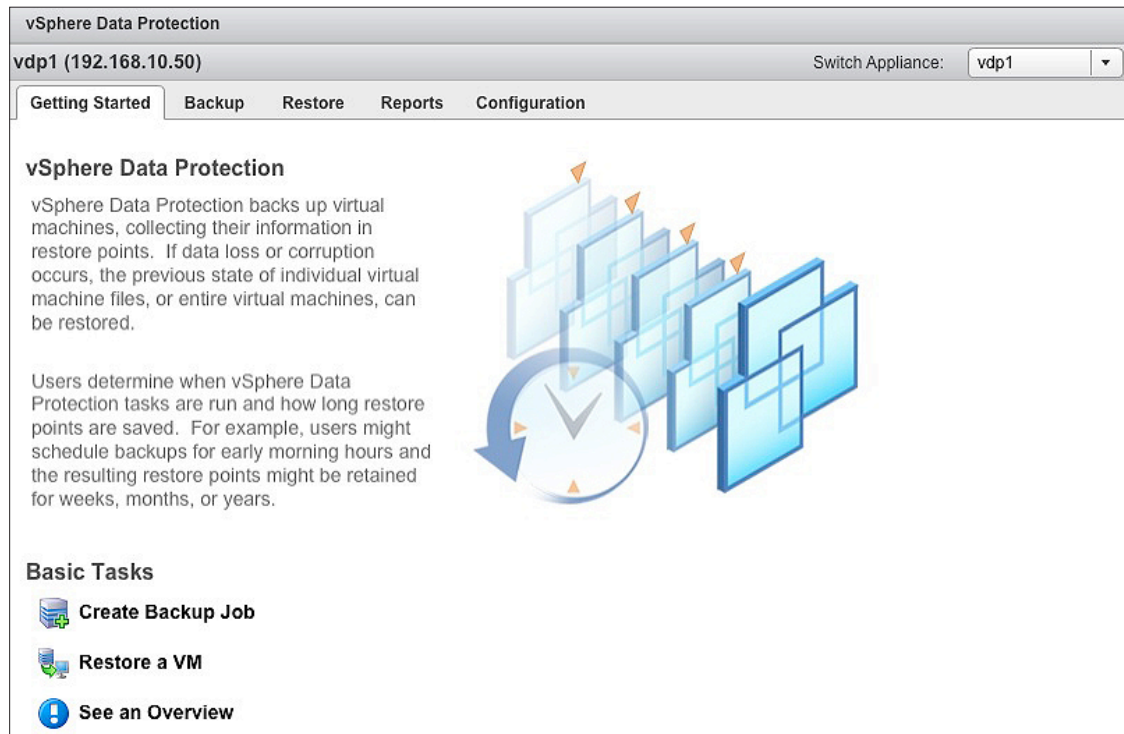 vSphere Data Protection
vdp1 (192.168.10.50)
Switch Appliance:
vdp1
Getting Started
Backup
Restore
Reports
Configuration
vSphere Data Protection
vSphere Data Protection backs up virtual
machines, collecting their information in
restore points.  If data loss or corruption
occurs, the previous state of individual virtual
machine files, or entire virtual machines, can
be restored.
Users determine when vSphere Data
Protection tasks are run and how long restore
points are saved.  For example, users might
schedule backups for early morning hours and
the resulting restore points might be retained
for weeks, months, or years.
Basic Tasks
Create Backup Job
Restore a VM
See an Overview